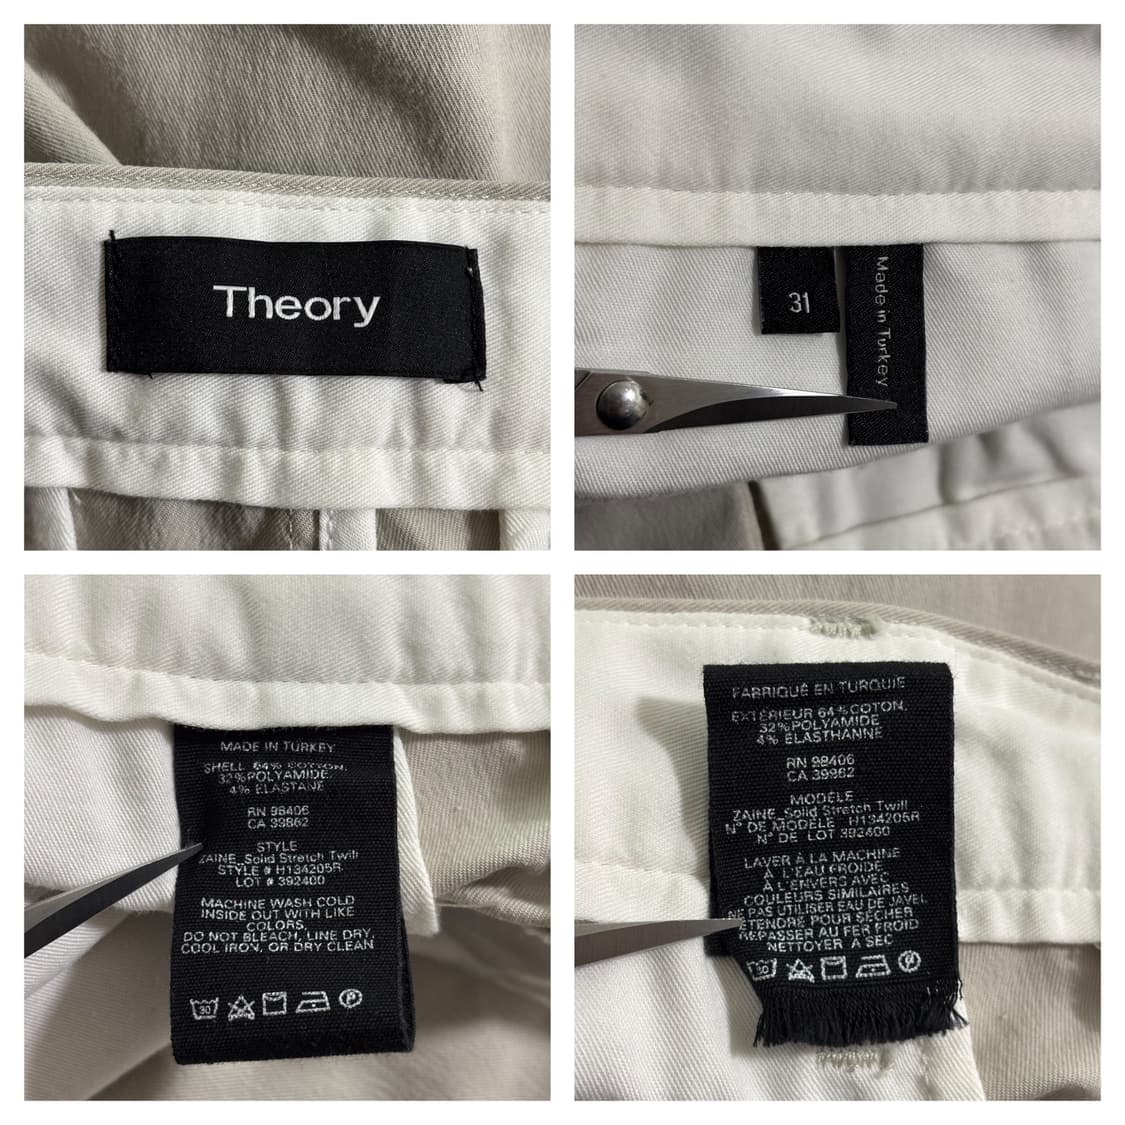 Theory
31
Made in Turkey
MADE IN TURKEY
SHELL 64% COTTON,
32%POLYAMIDE,
4% ELASTANE
RN 98406
CA 39862
STYLE
ZAINE_Solid Stretch Twill
STYLE # H134205R
LOT # 392400
MACHINE WASH COLD
INSIDE OUT WITH LIKE
COLORS,
DO NOT BLEACH, LINE DRY,
COOL IRON, OR DRY CLEAN
30
P
FABRIQUÉ EN TURQUIE
EXTÉRIEUR 64%COTON,
32%POLYAMIDE
4% ELASTHANNE
RN 98406
CA 39862
MODÈLE
ZAINE_Solid Stretch Twill
N° DE MODÈLE H134205R
N° DE LOT 392400
LAVER À LA MACHINE
À L'EAU FROIDE
À L'ENVERS AVEC
COULEURS SIMILAIRES
NE PAS UTILISER EAU DE JAVEL
ÉTENDRE POUR SÉCHER
REPASSER AU FER FROID
NETTOYER A SEC
30
P